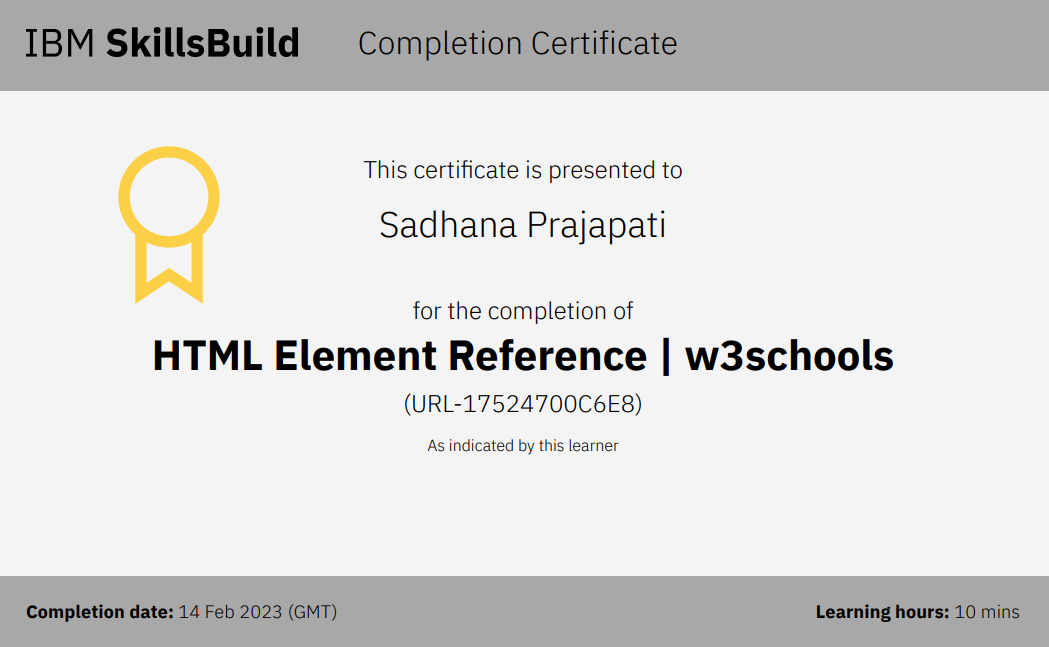 IBM SkillsBuild Completion Certificate
This certificate is presented to
Sadhana Prajapati
for the completion of
HTML Element Reference | w3schools
(URL-17524700C6E8)
As indicated by this learner
Completion date: 14 Feb 2023 (GMT) Learning hours: 10 mins